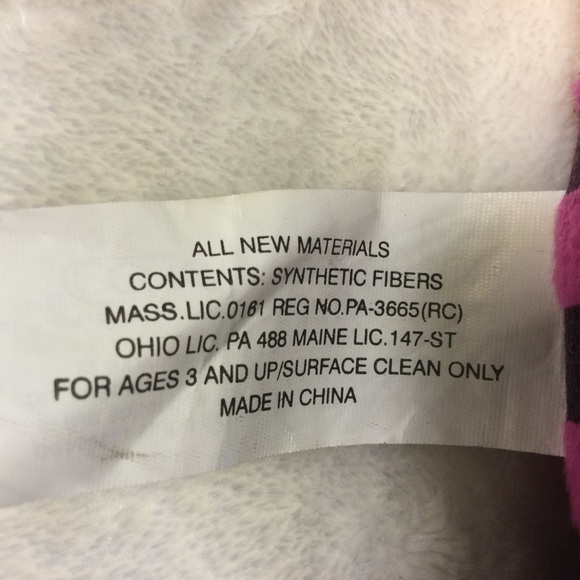 ALL NEW MATERIALS
CONTENTS: SYNTHETIC FIBERS
MASS.LIC.0161 REG NO.PA-3665(RC)
OHIO LIC. PA 488 MAINE LIC.147-ST
FOR AGES 3 AND UP/SURFACE CLEAN ONLY
MADE IN CHINA